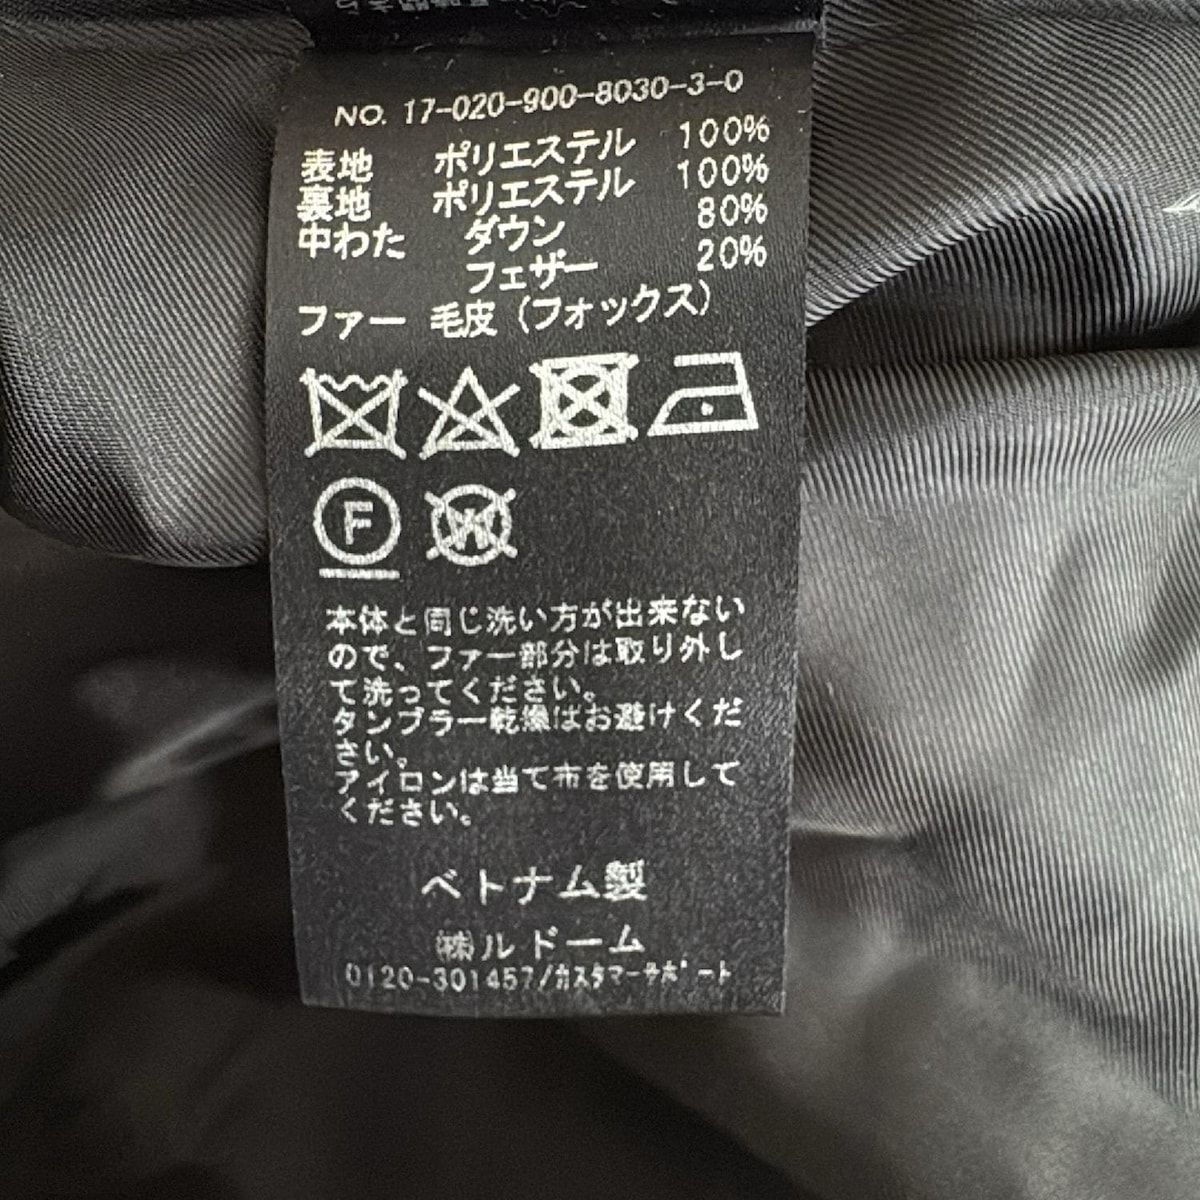 NO. 17-020-900-8030-3-0
表地 ポリエステル 100%
裏地 ポリエステル 100%
中わた ダウン 80%
フェザー 20%
ファー 毛皮(フォックス)
F W
本体と同じ洗い方が出来ない
ので、ファー部分は取り外し
て洗ってください。
タンブラー乾燥はお避けくだ
さい。
アイロンは当て布を使用して
ください。
ベトナム製
㈱ルドーム
0120-301457/ｶｽﾀﾏｰｻﾎﾟｰﾄ